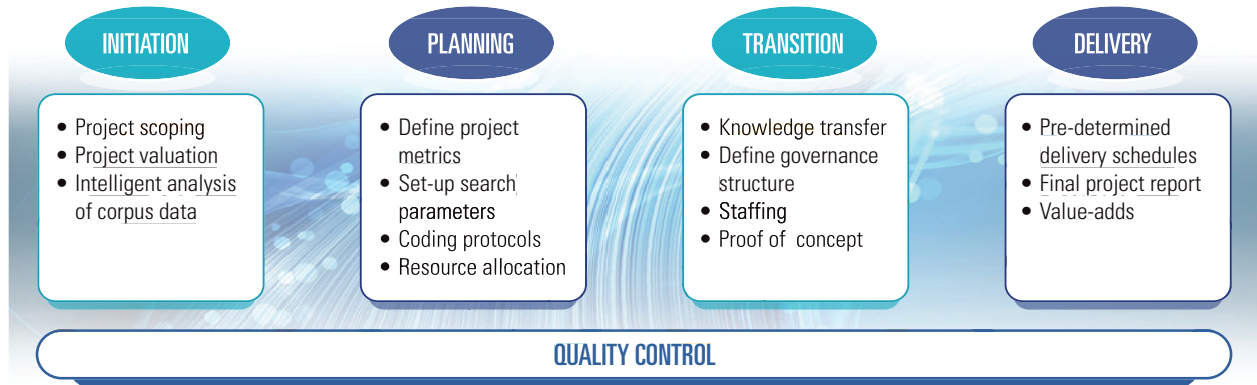 INITIATION
• Project scoping
• Project valuation
• Intelligent analysis
of corpus data
PLANNING
• Define project
metrics
• Set-up search
parameters
• Coding protocols
• Resource allocation
TRANSITION
• Knowledge transfer
• Define governance
structure
• Staffing
• Proof of concept
DELIVERY
• Pre-determined
delivery schedules
• Final project report
• Value-adds
QUALITY CONTROL